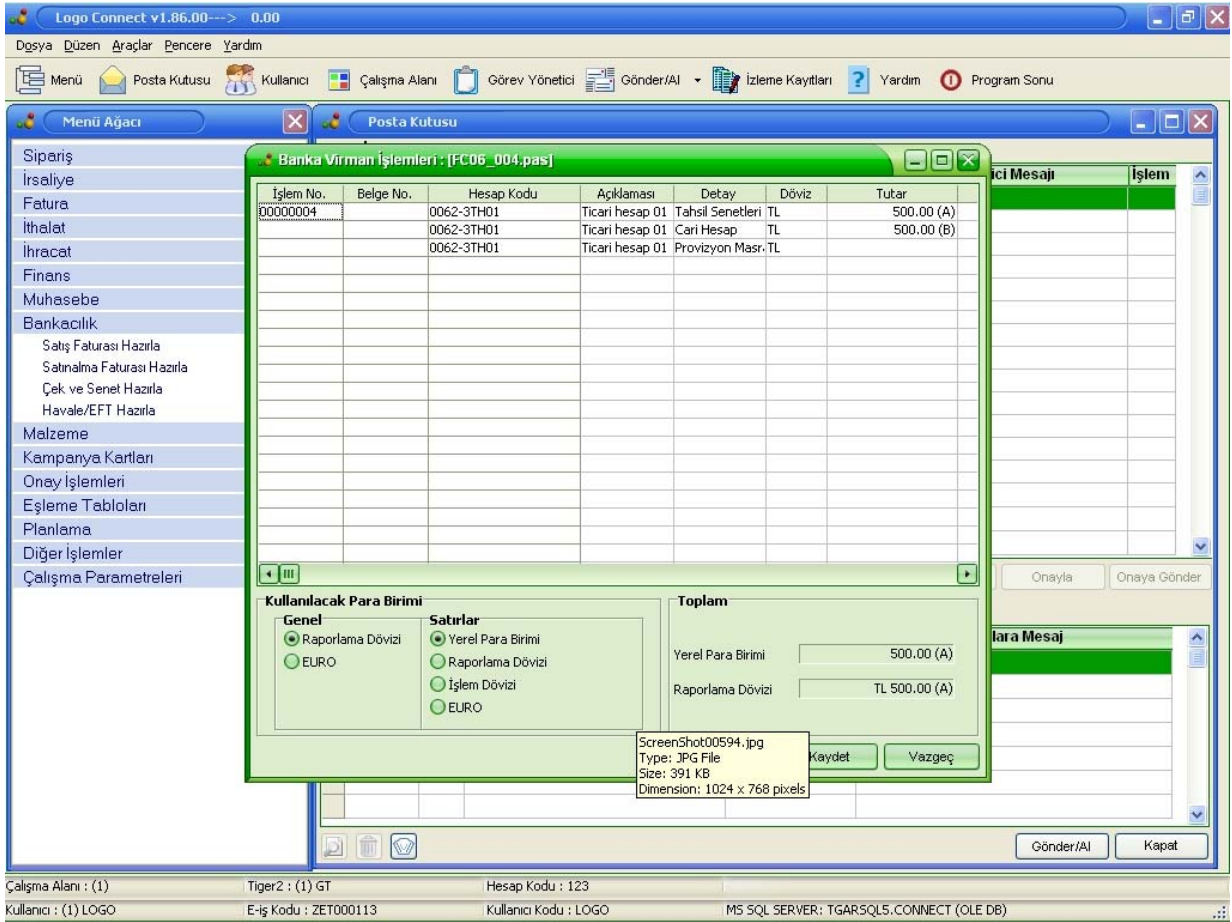 Logo Connect v1.86.00---> 0.00
Dosya Düzen Araçlar Pencere Yardım
Menü Posta Kutusu Kullanıcı Çalışma Alanı Görev Yönetici Gönder/Al İzleme Kayıtları Yardım Program Sonu
Menü Ağacı
Sipariş
İrsaliye
Fatura
İthalat
İhracat
Finans
Muhasebe
Bankacılık
Satış Faturası Hazırla
Satınalma Faturası Hazırla
Çek ve Senet Hazırla
Havale/EFT Hazırla
Malzeme
Kampanya Kartları
Onay İşlemleri
Eşleme Tabloları
Planlama
Diğer İşlemler
Çalışma Parametreleri
Posta Kutusu
ici Mesajı İşlem
Banka Virman İşlemleri : [FC06_004.pas]
İşlem No. Belge No. Hesap Kodu Açıklaması Detay Döviz Tutar
00000004 0062-3TH01 Ticari hesap 01 Tahsil Senetleri TL 500.00 (A)
0062-3TH01 Ticari hesap 01 Cari Hesap TL 500.00 (B)
0062-3TH01 Ticari hesap 01 Provizyon Masr. TL
Kullanılacak Para Birimi
Genel
Raporlama Dövizi
EURO
Satırlar
Yerel Para Birimi
Raporlama Dövizi
İşlem Dövizi
EURO
Toplam
Yerel Para Birimi 500.00 (A)
Raporlama Dövizi TL 500.00 (A)
Kaydet Vazgeç
ScreenShot00594.jpg
Type: JPG File
Size: 391 KB
Dimension: 1024 x 768 pixels
Onayla Onaya Gönder
lara Mesaj
Gönder/Al Kapat
Çalışma Alanı : (1) Tiger2 : (1) GT Hesap Kodu : 123
Kullanıcı : (1) LOGO E-iş Kodu : ZET000113 Kullanıcı Kodu : LOGO MS SQL SERVER: TGARSQL5.CONNECT (OLE DB)